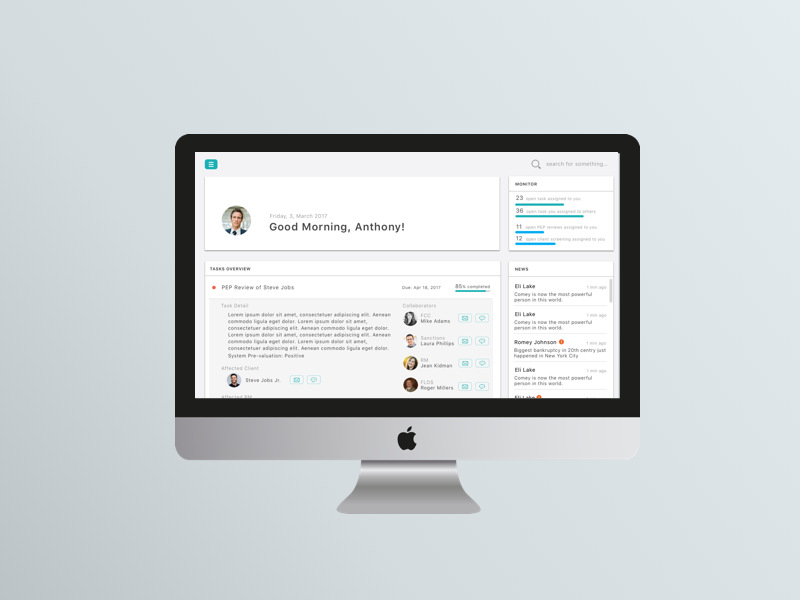 search for something...
Friday, 3, March 2017
Good Morning, Anthony!
MONITOR
23 open task assigned to you
36 open task you assigned to others
11 open PEP reviews assigned to you
12 open client screening assigned to you
TASKS OVERVIEW
PEP Review of Steve Jobs
Due: Apr 18, 2017
85% completed
Task Detail
Lorem ipsum dolor sit amet, consectetuer adipiscing elit. Aenean
commodo ligula eget dolor. Lorem ipsum dolor sit amet,
consectetuer adipiscing elit. Aenean commodo ligula eget dolor.
Lorem ipsum dolor sit amet, consectetuer adipiscing elit. Aenean
commodo ligula eget dolor. Lorem ipsum dolor sit amet,
consectetuer adipiscing elit. Aenean commodo ligula eget dolor.
System Pre-valuation: Positive
Affected Client
Steve Jobs Jr.
Affected RM
Collaborators
FCC
Mike Adams
Sanctions
Laura Phillips
RM
Jean Kidman
FLDS
Roger Millers
NEWS
Eli Lake 1 min ago
Comey is now the most powerful
person in this world.
Eli Lake 1 min ago
Comey is now the most powerful
person in this world.
Romey Johnson 1 min ago
Biggest bankruptcy in 20th centry just
happened in New York City
Eli Lake 1 min ago
Comey is now the most powerful
person in this world.
Eli Lake